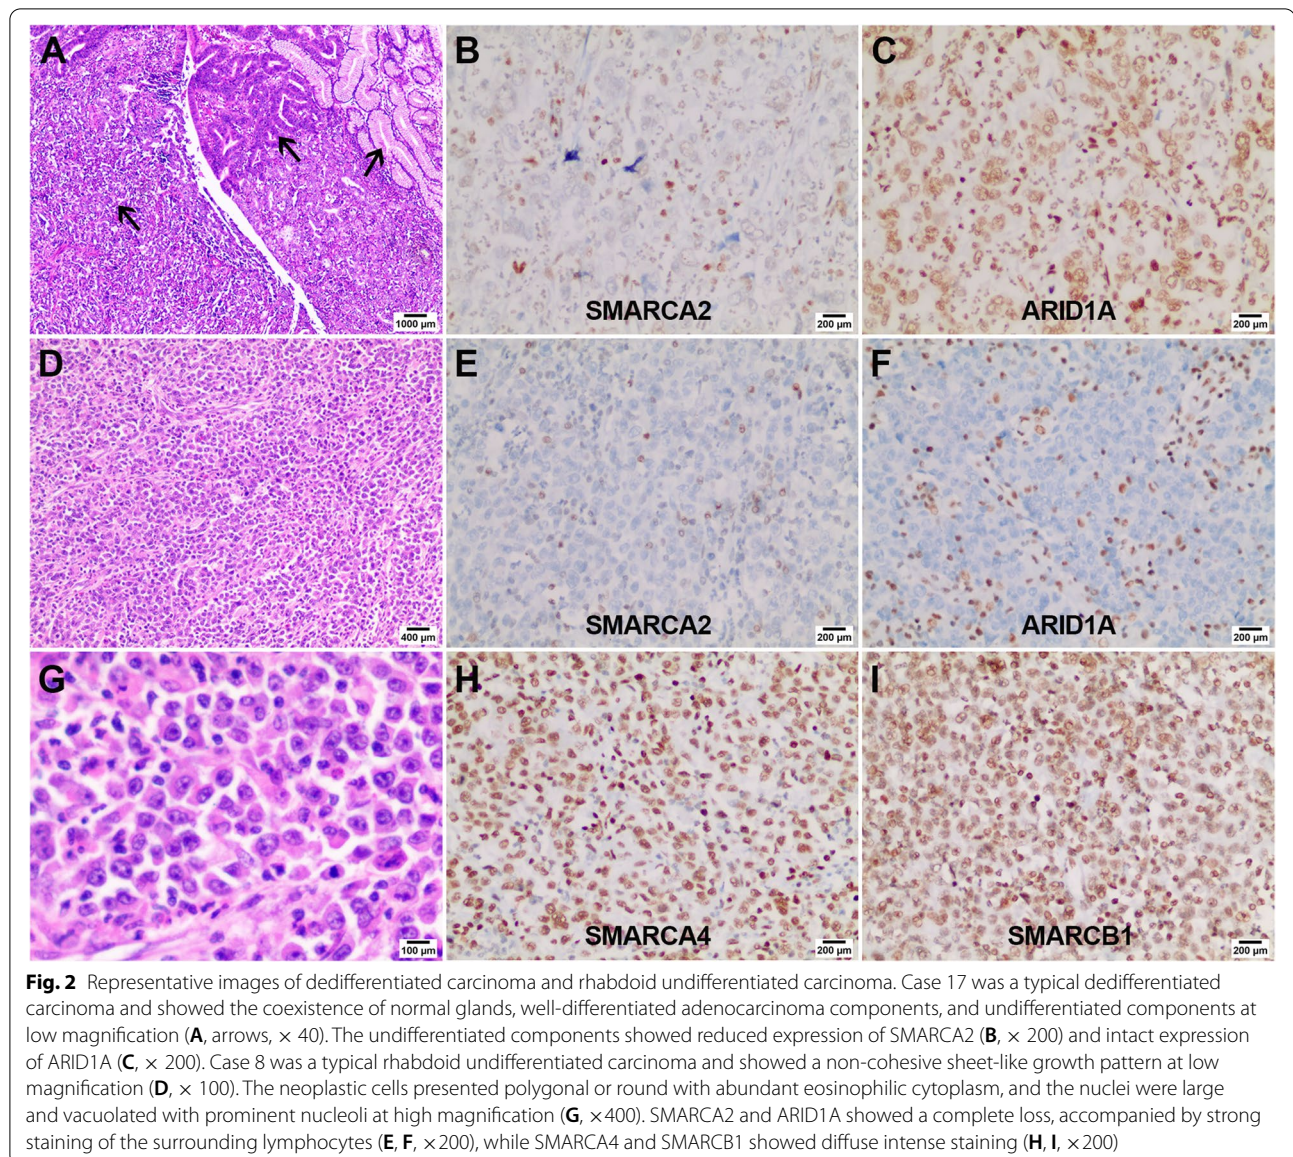 A
B
C
1000 µm
SMARCA2
200 µm
ARID1A
200 µm
D
E
F
400 µm
SMARCA2
200 µm
ARID1A
200 µm
G
H
I
100 µm
SMARCA4
200 µm
SMARCB1
200 µm
Fig. 2 Representative images of dedifferentiated carcinoma and rhabdoid undifferentiated carcinoma. Case 17 was a typical dedifferentiated
carcinoma and showed the coexistence of normal glands, well-differentiated adenocarcinoma components, and undifferentiated components at
low magnification (A, arrows, × 40). The undifferentiated components showed reduced expression of SMARCA2 (B, × 200) and intact expression
of ARID1A (C, × 200). Case 8 was a typical rhabdoid undifferentiated carcinoma and showed a non-cohesive sheet-like growth pattern at low
magnification (D, × 100). The neoplastic cells presented polygonal or round with abundant eosinophilic cytoplasm, and the nuclei were large
and vacuolated with prominent nucleoli at high magnification (G, ×400). SMARCA2 and ARID1A showed a complete loss, accompanied by strong
staining of the surrounding lymphocytes (E, F, ×200), while SMARCA4 and SMARCB1 showed diffuse intense staining (H, I, ×200)